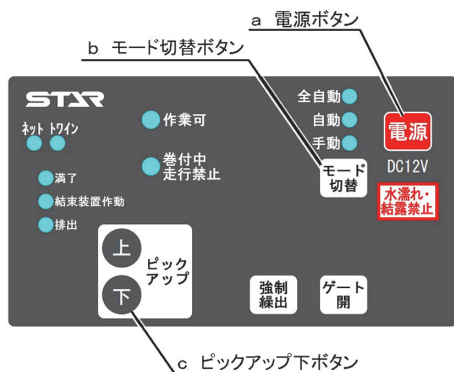 a 電源ボタン
b モード切替ボタン
STAR
全自動
自動
手動
電源
DC12V
ネット トワイン
作業可
巻付中
走行禁止
モード
切替
水濡れ・
結露禁止
満了
結束装置作動
排出
上
下
ピック
アップ
強制
繰出
ゲート
開
c ピックアップ下ボタン